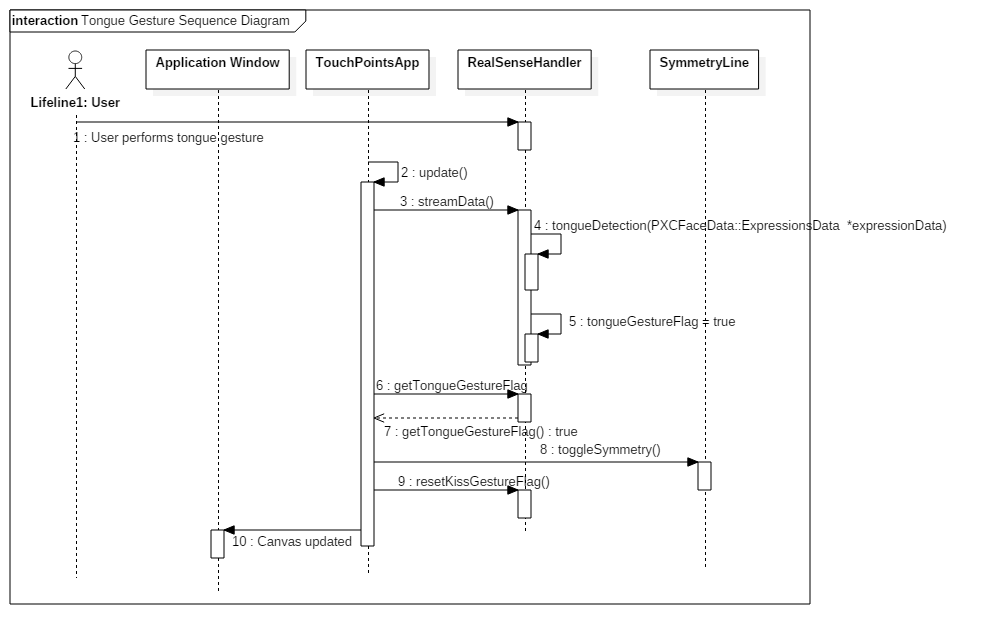 interaction Tongue Gesture Sequence Diagram
Application Window
TouchPointsApp
RealSenseHandler
SymmetryLine
Lifeline1: User
1 : User performs tongue gesture
2 : update()
3 : streamData()
4 : tongueDetection(PXCFaceData::ExpressionsData *expressionData)
5 : tongueGestureFlag = true
6 : getTongueGestureFlag
7 : getTongueGestureFlag() : true
8 : toggleSymmetry()
9 : resetKissGestureFlag()
10 : Canvas updated